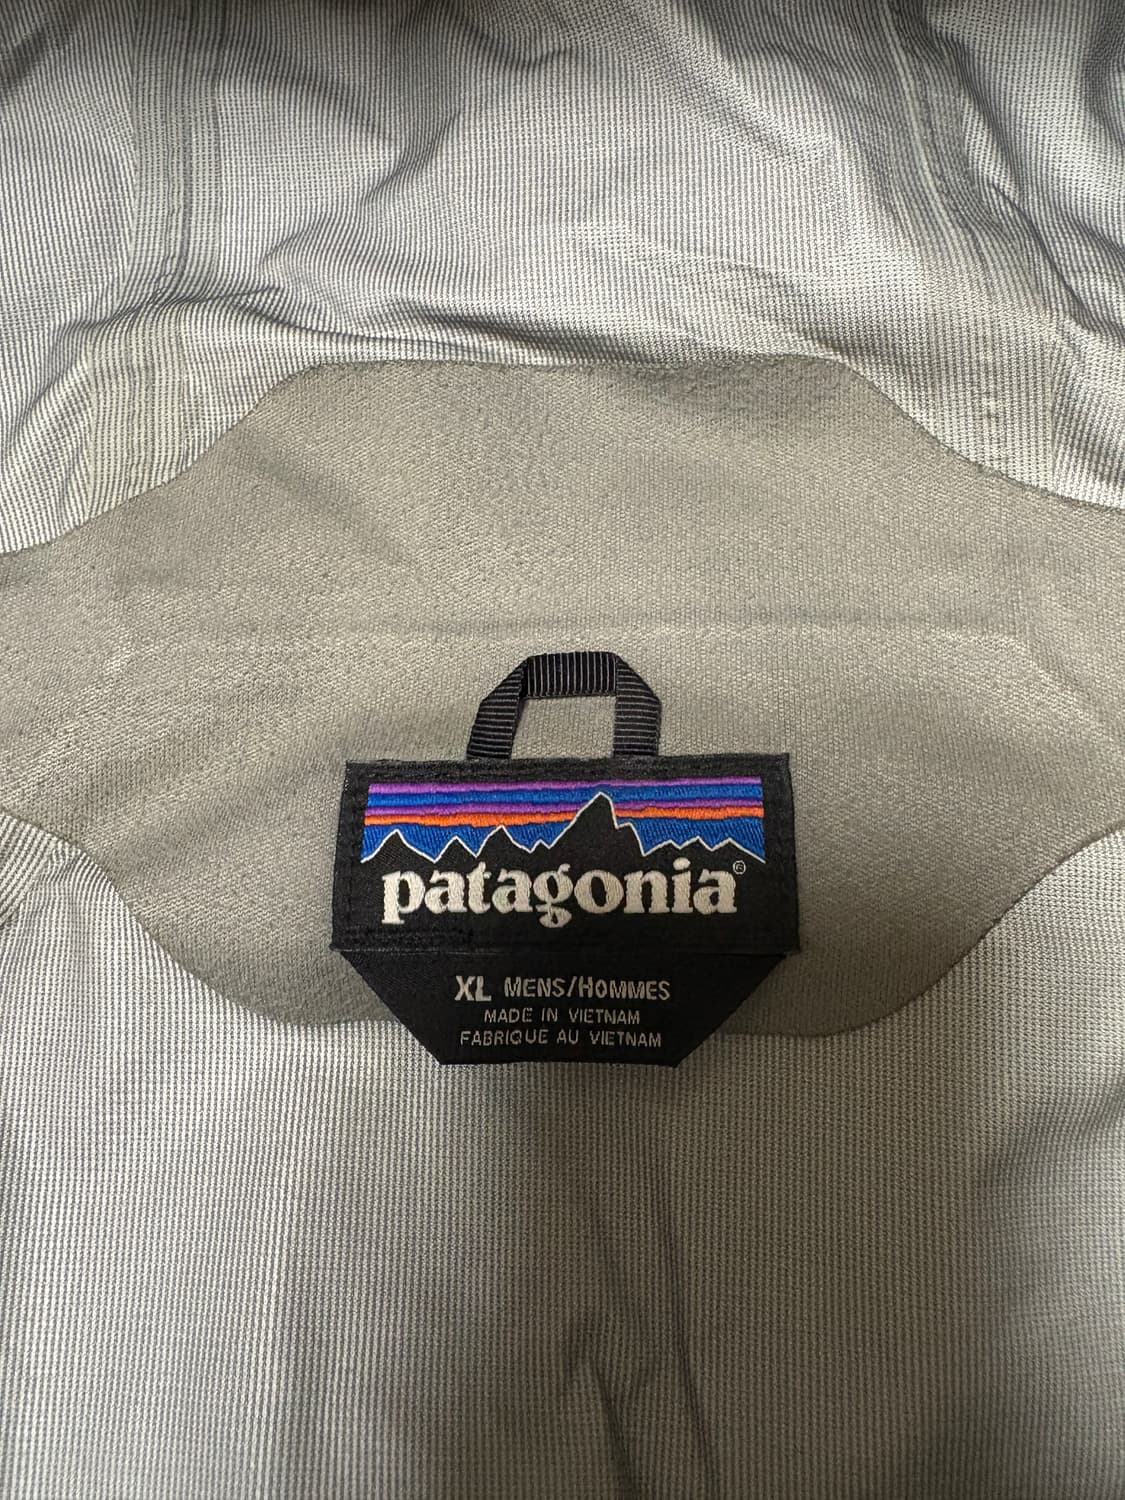 patagonia®
XL MENS/HOMMES
MADE IN VIETNAM
FABRIQUE AU VIETNAM